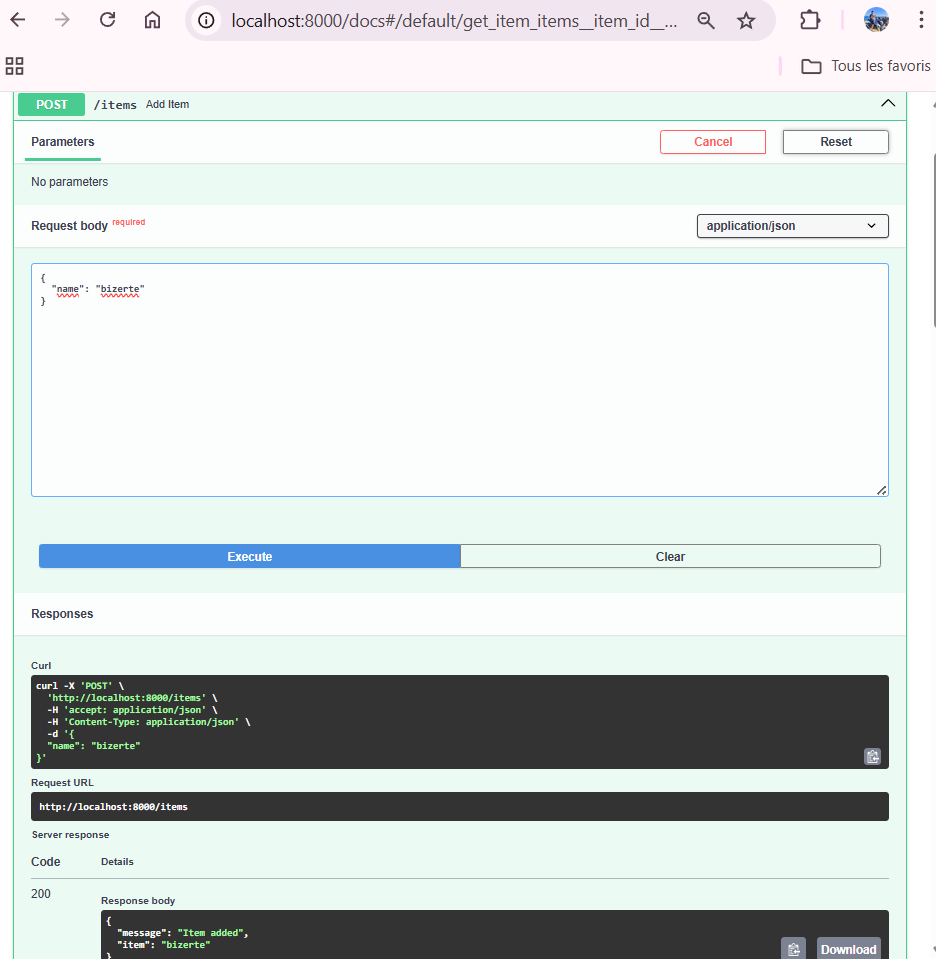 localhost:8000/docs#/default/get_item_items__item_id__...
Tous les favoris
POST /items Add Item
Parameters
Cancel
Reset
No parameters
Request body required
application/json
{
  "name": "bizerte"
}
Execute
Clear
Responses
Curl
curl -X 'POST' \
  'http://localhost:8000/items' \
  -H 'accept: application/json' \
  -H 'Content-Type: application/json' \
  -d '{
  "name": "bizerte"
}'
Request URL
http://localhost:8000/items
Server response
Code Details
200
Response body
{
  "message": "Item added",
  "item": "bizerte"
}
Download